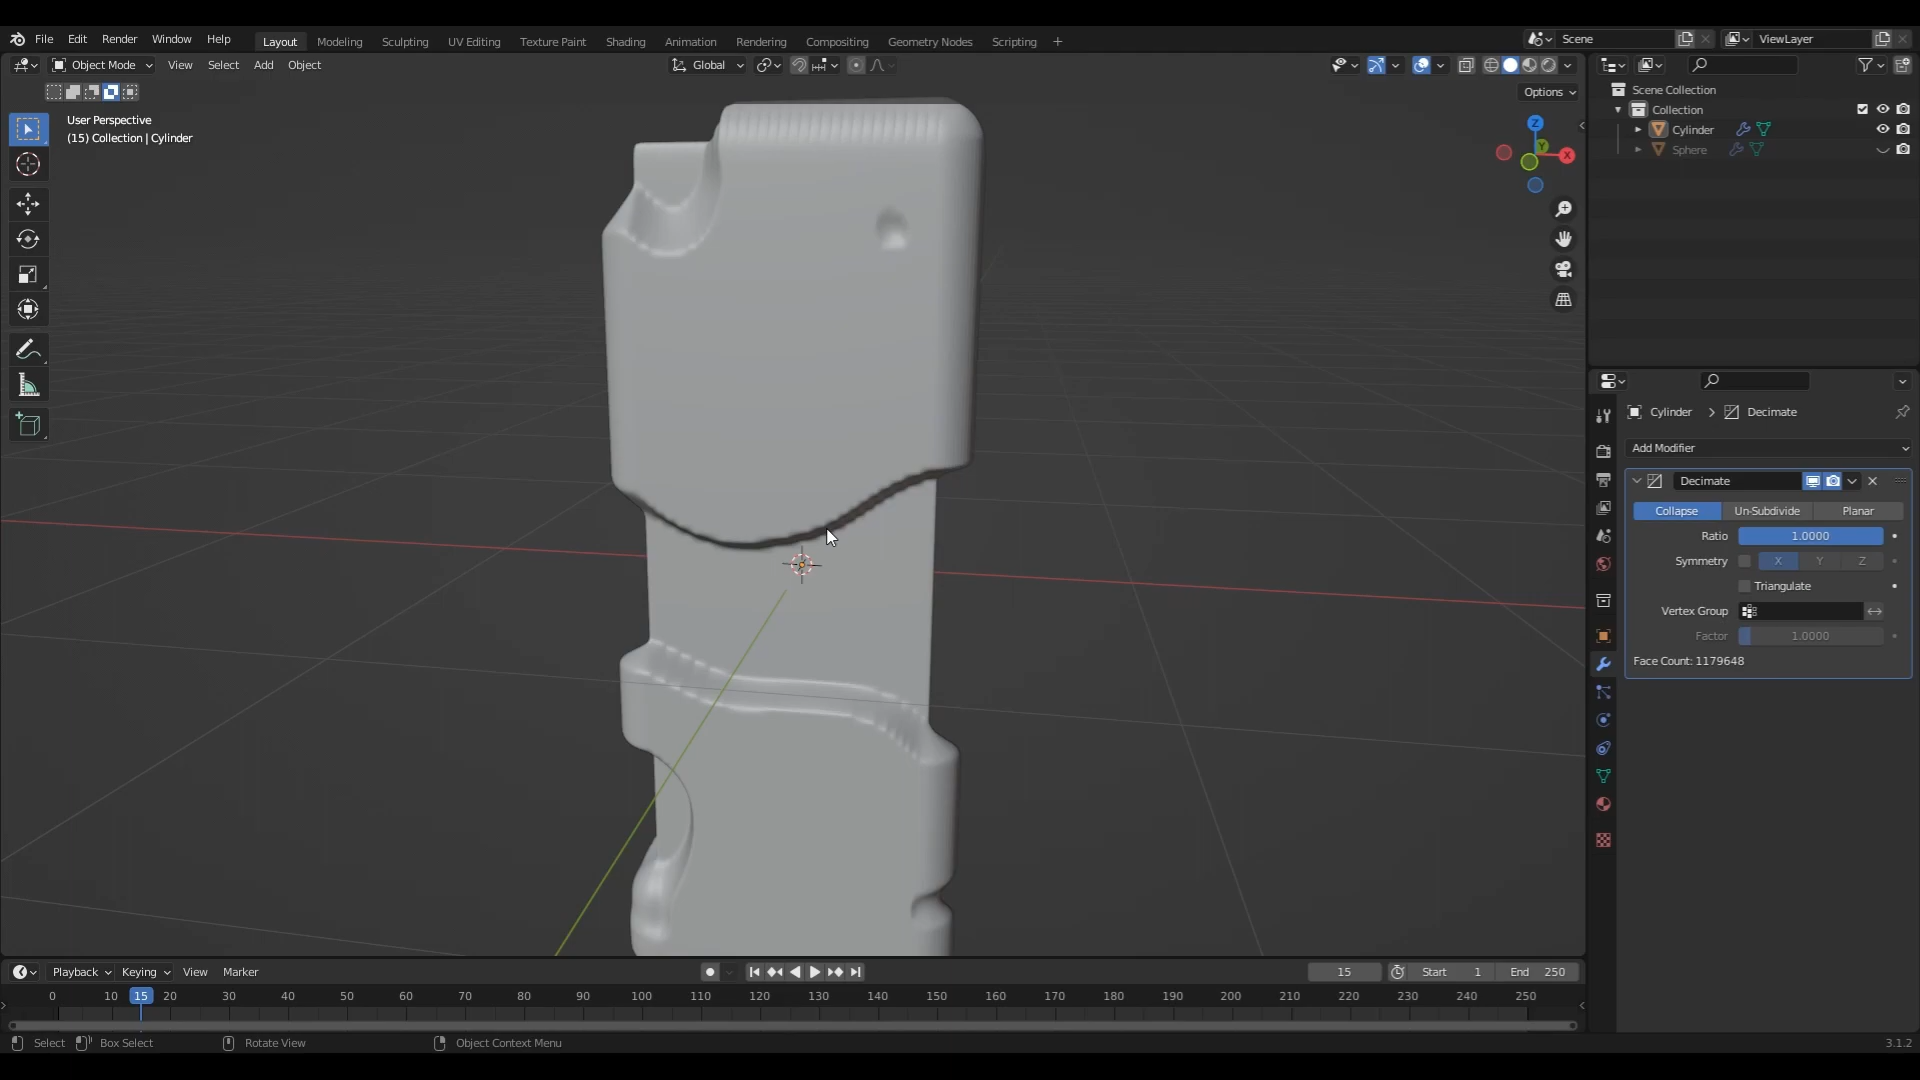 File Edit Render Window Help
Layout Modeling Sculpting UV Editing Texture Paint Shading Animation Rendering Compositing Geometry Nodes Scripting +
Scene
ViewLayer
Object Mode View Select Add Object
Global
Options
User Perspective
(15) Collection | Cylinder
Z
Y
X
Scene Collection
Collection
Cylinder
Sphere
Cylinder > Decimate
Add Modifier
Decimate
Collapse Un-Subdivide Planar
Ratio 1.0000
Symmetry X Y Z
Triangulate
Vertex Group
Factor 1.0000
Face Count: 1179648
Playback Keying View Marker
15 Start 1 End 250
0 10 15 20 30 40 50 60 70 80 90 100 110 120 130 140 150 160 170 180 190 200 210 220 230 240 250
Select Box Select Rotate View Object Context Menu 3.1.2